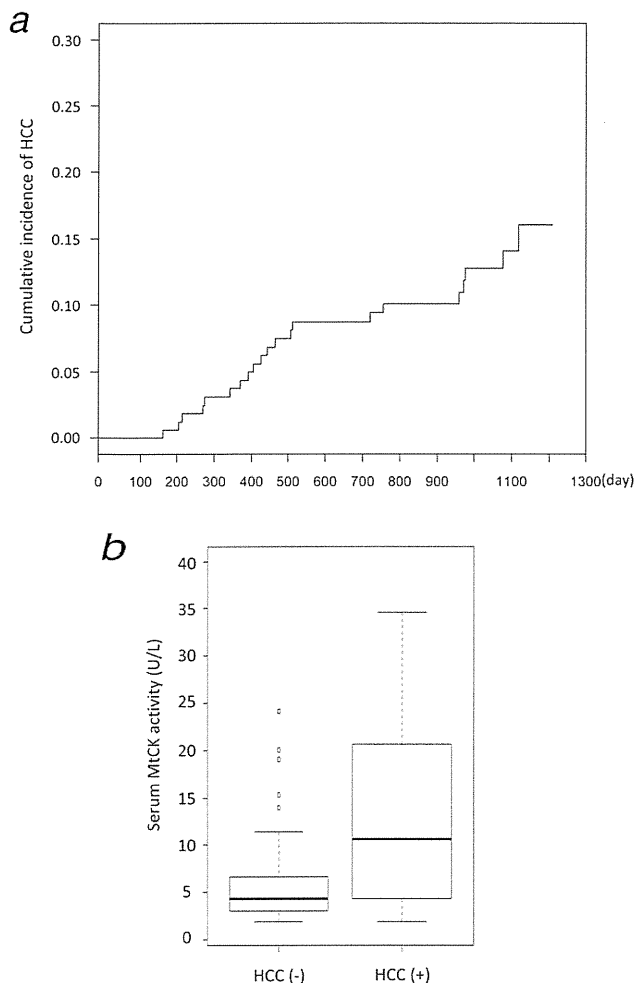 a
0.30
0.25
0.20
0.15
0.10
0.05
0.00
Cumulative incidence of HCC
0 100 200 300 400 500 600 700 800 900 1100 1300(day)
b
40
35
30
25
20
15
10
5
0
Serum MtCK activity (U/L)
HCC (-) HCC (+)